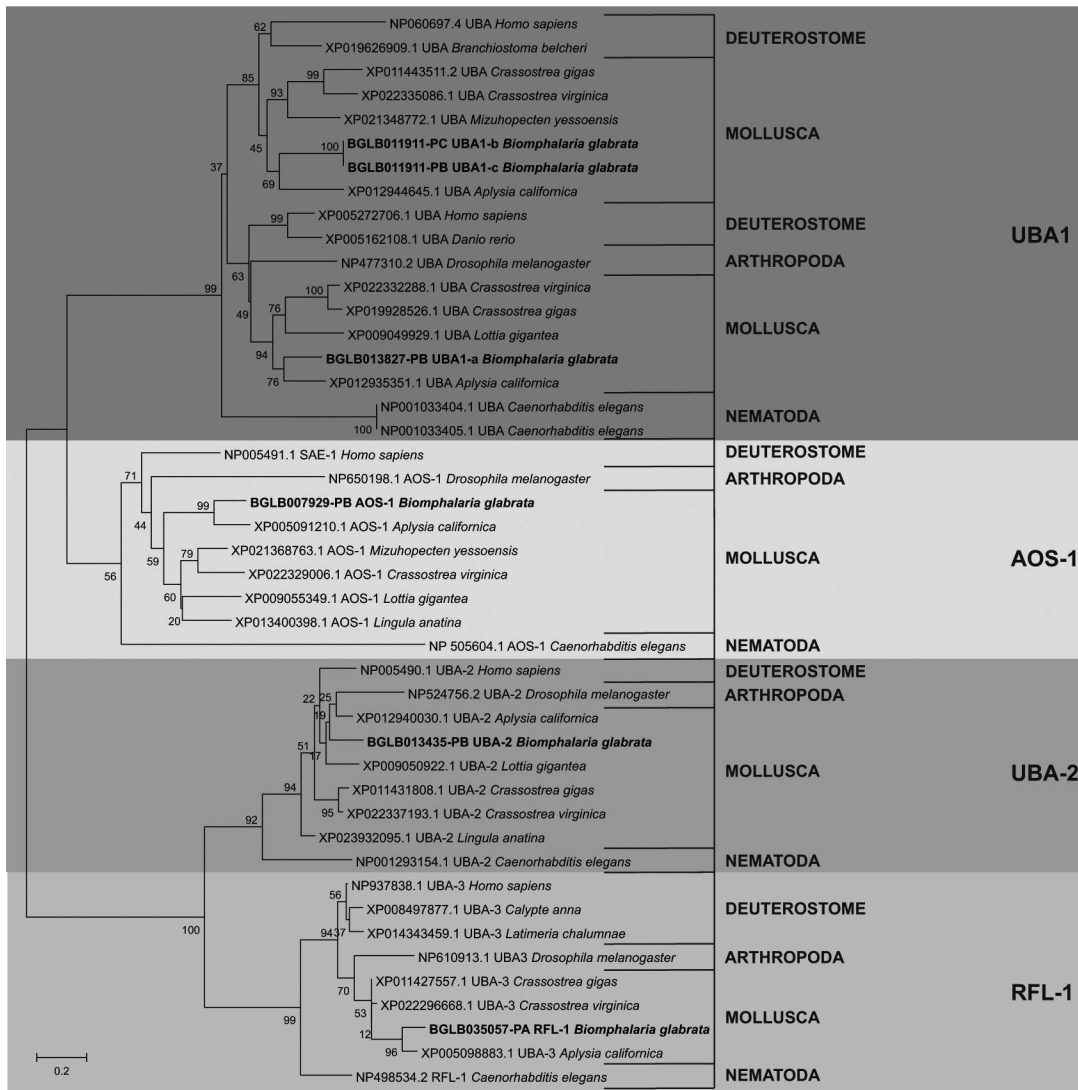 NP060697.4 UBA Homo sapiens
62
XP019626909.1 UBA Branchiostoma belcheri
DEUTEROSTOME
XP011443511.2 UBA Crassostrea gigas
99
85
93
XP022335086.1 UBA Crassostrea virginica
XP021348772.1 UBA Mizuhopecten yessoensis
MOLLUSCA
BGLB011911-PC UBA1-b Biomphalaria glabrata
45
100
37
BGLB011911-PB UBA1-c Biomphalaria glabrata
69
XP012944645.1 UBA Aplysia californica
XP005272706.1 UBA Homo sapiens
99
DEUTEROSTOME
UBA1
XP005162108.1 UBA Danio rerio
NP477310.2 UBA Drosophila melanogaster
ARTHROPODA
63
99
XP022332288.1 UBA Crassostrea virginica
100
76
XP019928526.1 UBA Crassostrea gigas
49
XP009049929.1 UBA Lottia gigantea
MOLLUSCA
94
BGLB013827-PB UBA1-a Biomphalaria glabrata
76
XP012935351.1 UBA Aplysia californica
NP001033404.1 UBA Caenorhabditis elegans
NEMATODA
100
NP001033405.1 UBA Caenorhabditis elegans
NP005491.1 SAE-1 Homo sapiens
DEUTEROSTOME
71
NP650198.1 AOS-1 Drosophila melanogaster
ARTHROPODA
BGLB007929-PB AOS-1 Biomphalaria glabrata
99
44
XP005091210.1 AOS-1 Aplysia californica
XP021368763.1 AOS-1 Mizuhopecten yessoensis
79
59
MOLLUSCA
AOS-1
56
XP022329006.1 AOS-1 Crassostrea virginica
60
XP009055349.1 AOS-1 Lottia gigantea
20
XP013400398.1 AOS-1 Lingula anatina
NP 505604.1 AOS-1 Caenorhabditis elegans
NEMATODA
NP005490.1 UBA-2 Homo sapiens
DEUTEROSTOME
22
25
NP524756.2 UBA-2 Drosophila melanogaster
ARTHROPODA
19
XP012940030.1 UBA-2 Aplysia californica
51
17
BGLB013435-PB UBA-2 Biomphalaria glabrata
XP009050922.1 UBA-2 Lottia gigantea
MOLLUSCA
UBA-2
94
XP011431808.1 UBA-2 Crassostrea gigas
95
XP022337193.1 UBA-2 Crassostrea virginica
92
XP023932095.1 UBA-2 Lingula anatina
NP001293154.1 UBA-2 Caenorhabditis elegans
NEMATODA
NP937838.1 UBA-3 Homo sapiens
56
XP008497877.1 UBA-3 Calypte anna
DEUTEROSTOME
100
94
37
XP014343459.1 UBA-3 Latimeria chalumnae
NP610913.1 UBA3 Drosophila melanogaster
ARTHROPODA
70
XP011427557.1 UBA-3 Crassostrea gigas
RFL-1
53
XP022296668.1 UBA-3 Crassostrea virginica
99
12
BGLB035057-PA RFL-1 Biomphalaria glabrata
MOLLUSCA
96
XP005098883.1 UBA-3 Aplysia californica
0.2
NP498534.2 RFL-1 Caenorhabditis elegans
NEMATODA